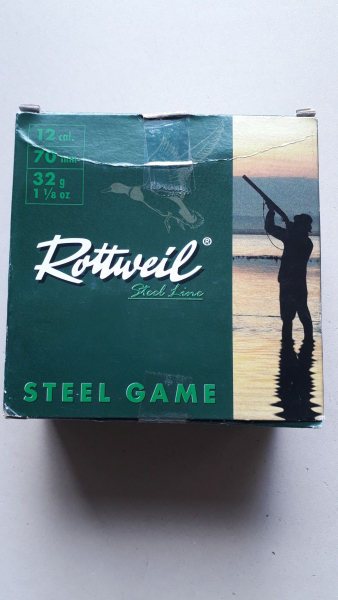 12 cal.
70 mm
32 g
1 1/8 oz
Rottweil®
Steel Line
STEEL GAME